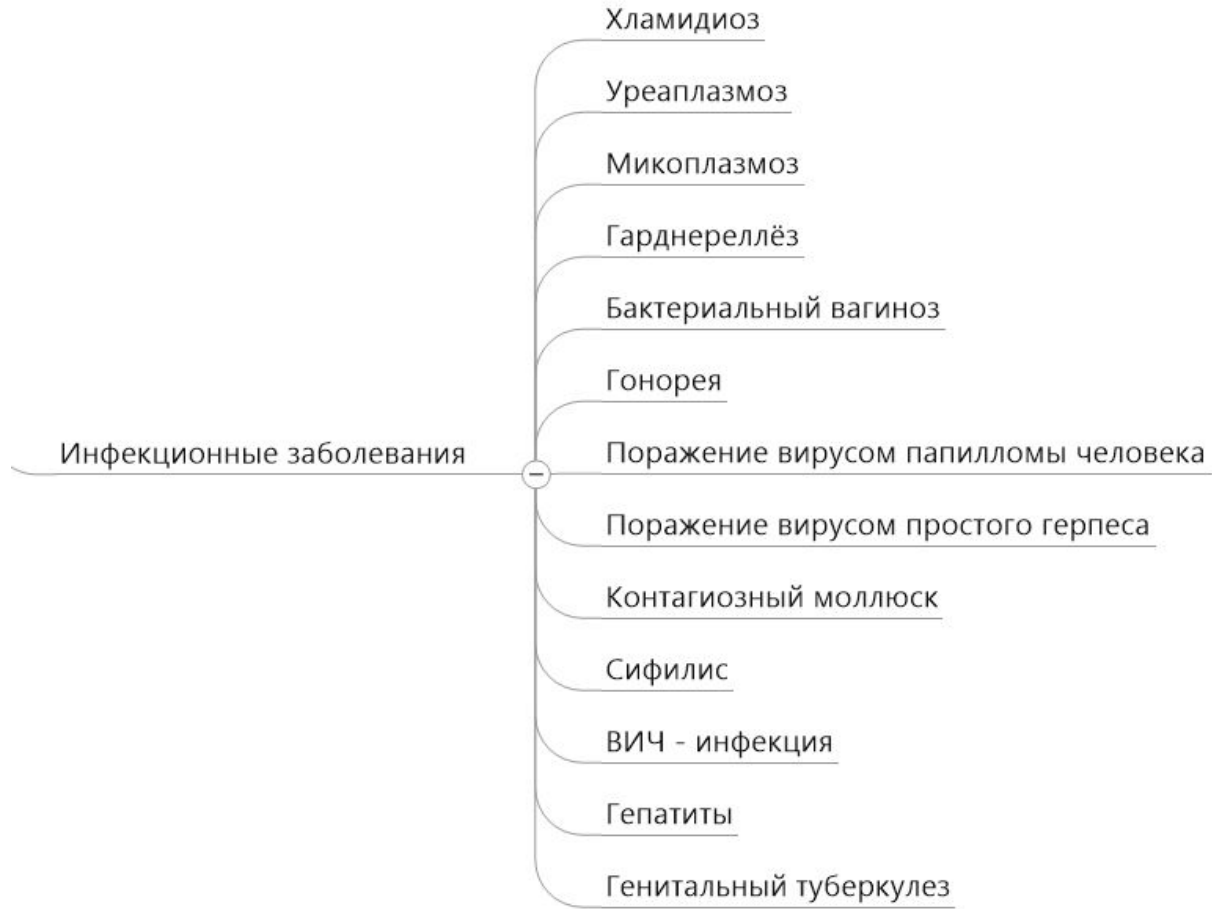 Хламидиоз
Уреаплазмоз
Микоплазмоз
Гарднереллёз
Бактериальный вагиноз
Гонорея
Инфекционные заболевания
Поражение вирусом папилломы человека
Поражение вирусом простого герпеса
Контагиозный моллюск
Сифилис
ВИЧ - инфекция
Гепатиты
Генитальный туберкулез